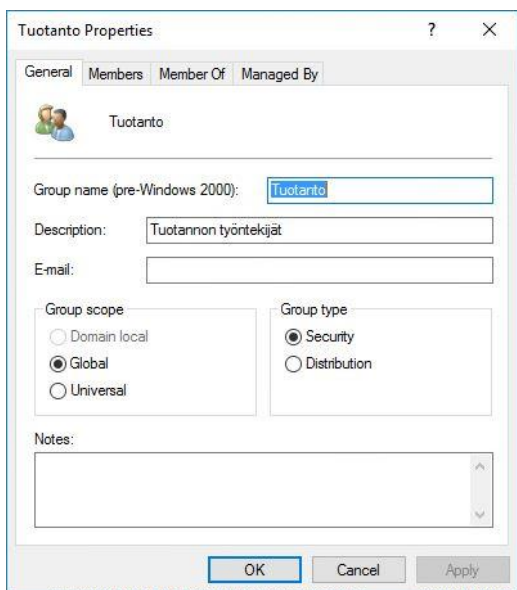 Tuotanto Properties
General Members Member Of Managed By
Tuotanto
Group name (pre-Windows 2000): Tuotanto
Description: Tuotannon työntekijät
E-mail:
Group scope
Domain local
Global
Universal
Group type
Security
Distribution
Notes:
OK Cancel Apply